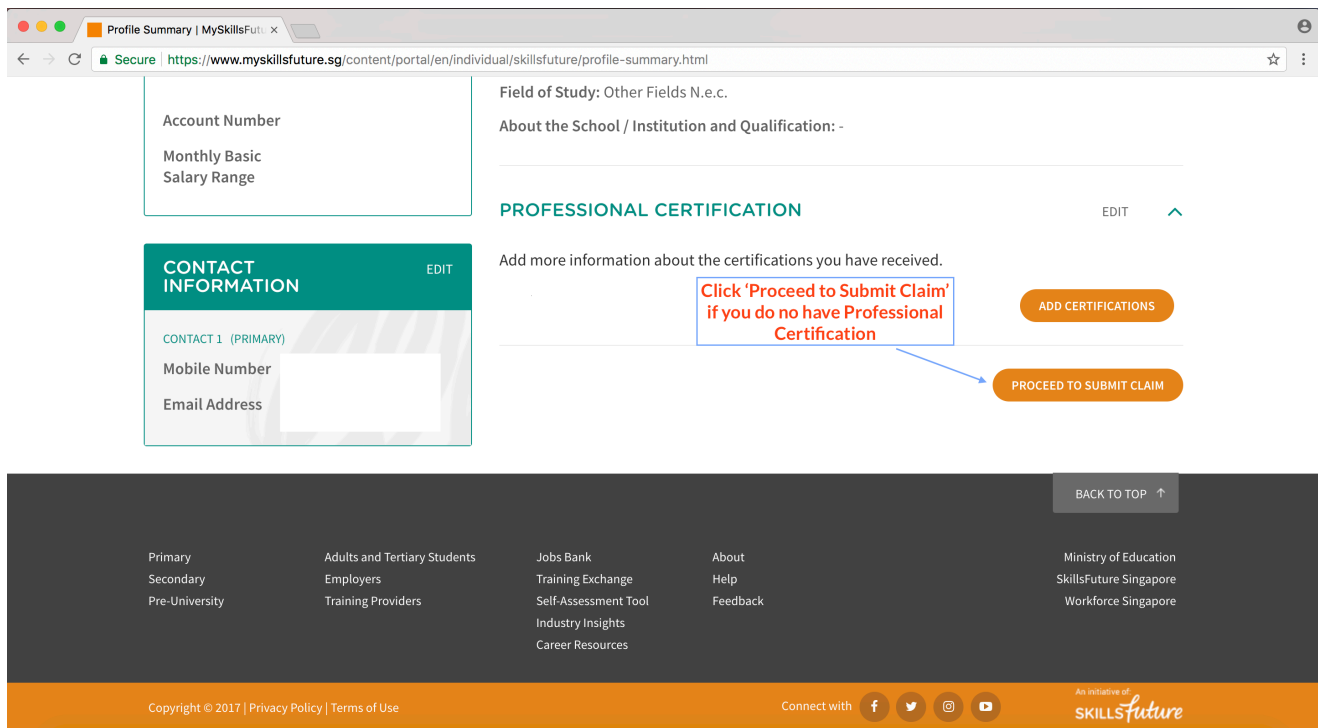 Profile Summary | MySkillsFutu
Secure | https://www.myskillsfuture.sg/content/portal/en/individual/skillsfuture/profile-summary.html
Account Number
Monthly Basic
Salary Range
Field of Study: Other Fields N.e.c.
About the School / Institution and Qualification: -
PROFESSIONAL CERTIFICATION
EDIT
Add more information about the certifications you have received.
Click ‘Proceed to Submit Claim’
if you do no have Professional
Certification
ADD CERTIFICATIONS
PROCEED TO SUBMIT CLAIM
CONTACT
INFORMATION
EDIT
CONTACT 1 (PRIMARY)
Mobile Number
Email Address
BACK TO TOP ↑
Primary
Secondary
Pre-University
Adults and Tertiary Students
Employers
Training Providers
Jobs Bank
Training Exchange
Self-Assessment Tool
Industry Insights
Career Resources
About
Help
Feedback
Ministry of Education
SkillsFuture Singapore
Workforce Singapore
Copyright © 2017 | Privacy Policy | Terms of Use
Connect with
An initiative of:
SKILLSfuture